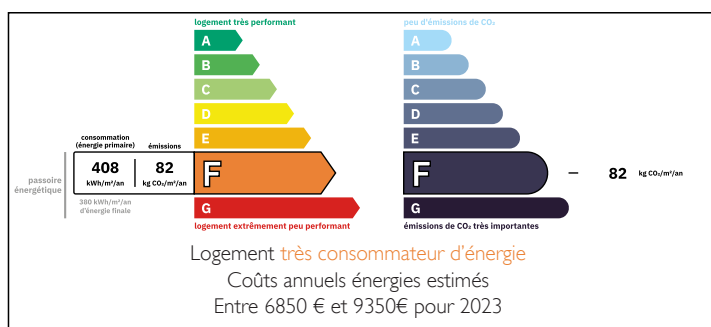 logement très performant
A
B
C
D
E
consommation
(énergie primaire)
émissions
408
kWh/m²/an
82
kg CO₂/m²/an
F
passoire
énergétique
380 kWh/m²/an
d'énergie finale
G
logement extrêmement peu performant
peu d'émissions de CO₂
A
B
C
D
E
F
82 kg CO₂/m²/an
G
émissions de CO₂ très importantes
Logement très consommateur d'énergie
Coûts annuels énergies estimés
Entre 6850 € et 9350€ pour 2023